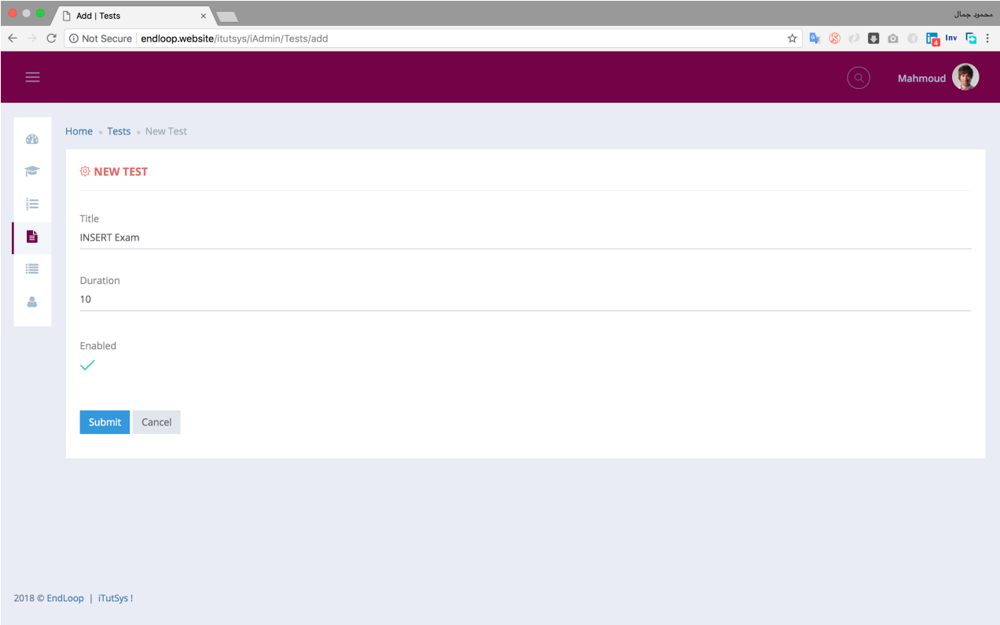 Add | Tests
محمود جمال
Not Secure endloop.website/itutsys/iAdmin/Tests/add
4 Inv
Mahmoud
Home Tests New Test
NEW TEST
Title
INSERT Exam
Duration
10
Enabled
Submit Cancel
2018 © EndLoop | iTutSys !